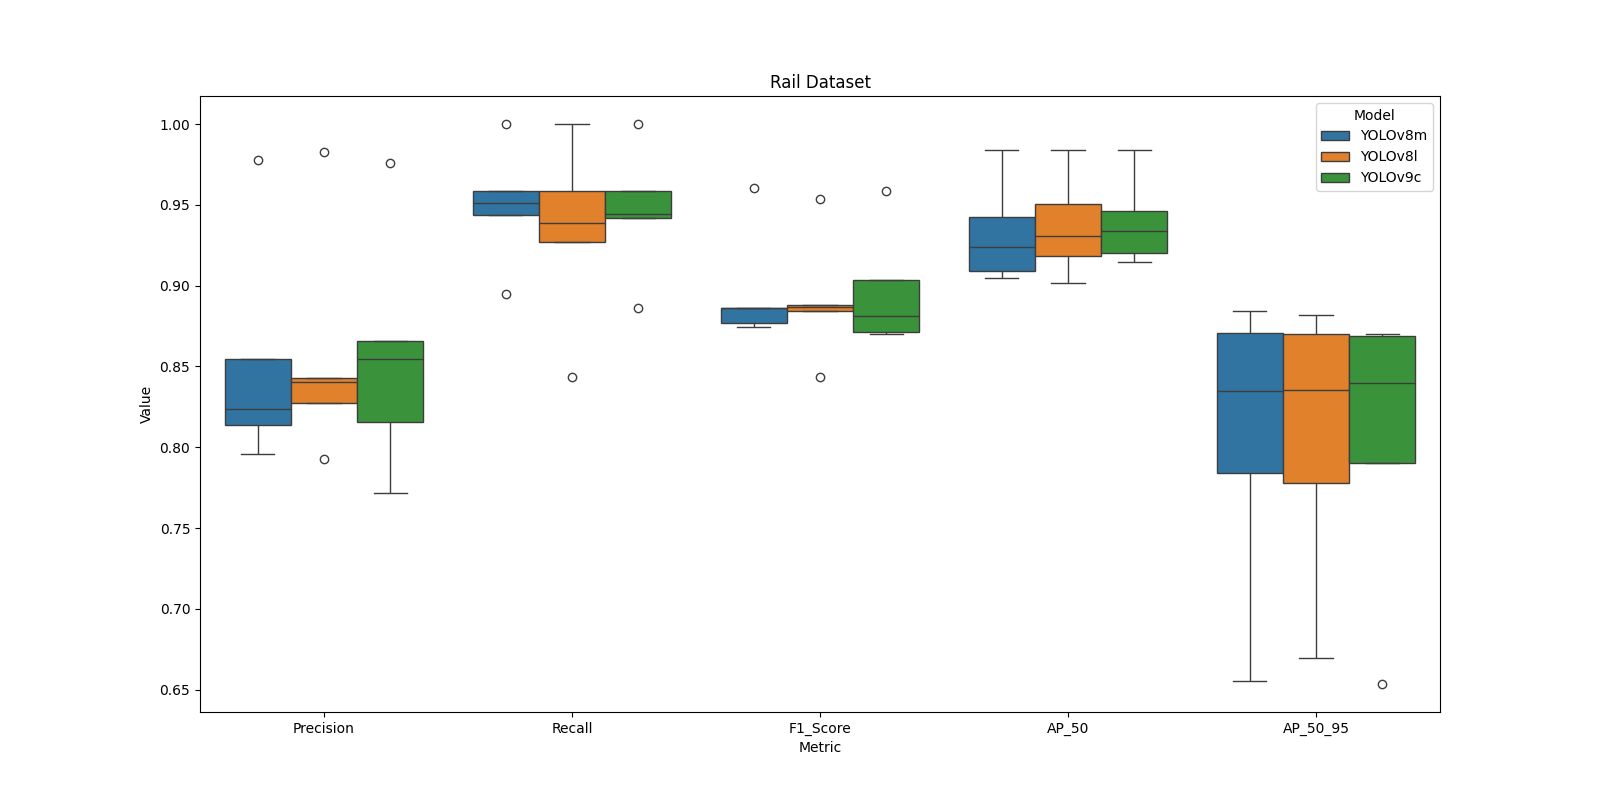 Rail Dataset
Model
YOLOv8m
YOLOv8l
YOLOv9c
1.00
0.95
0.90
0.85
0.80
0.75
0.70
0.65
Value
Precision Recall F1_Score AP_50 AP_50_95
Metric